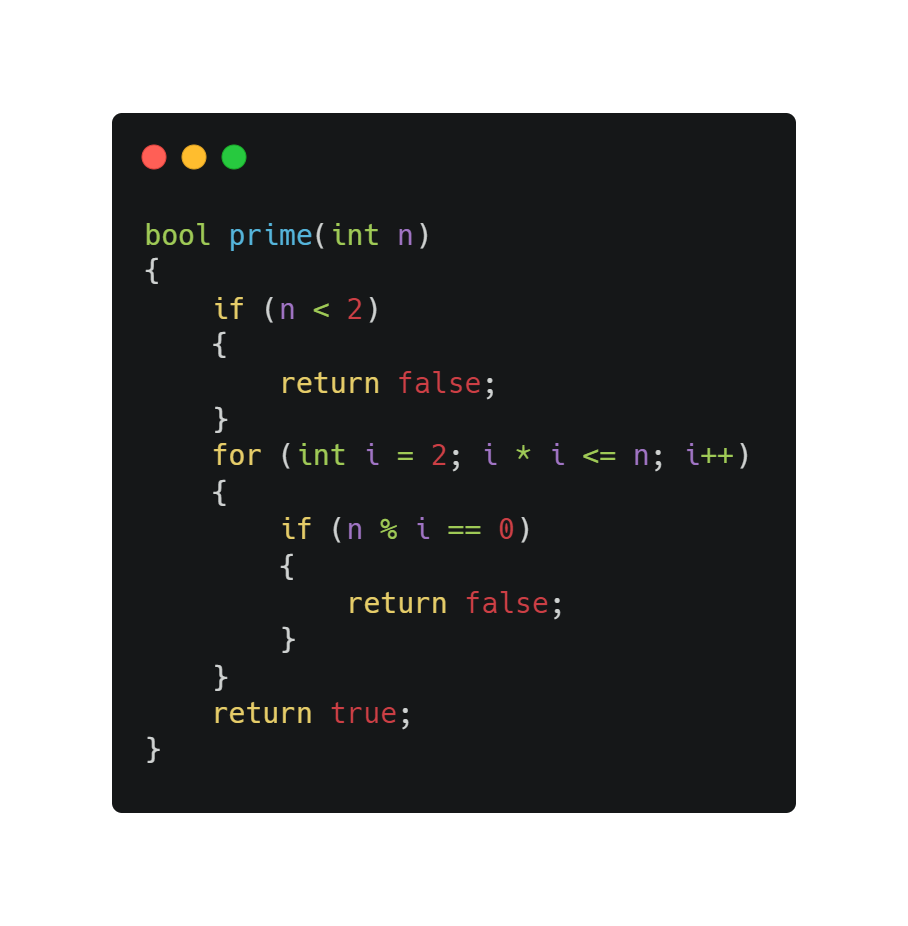 bool prime(int n)
{
    if (n < 2)
    {
        return false;
    }
    for (int i = 2; i * i <= n; i++)
    {
        if (n % i == 0)
        {
            return false;
        }
    }
    return true;
}